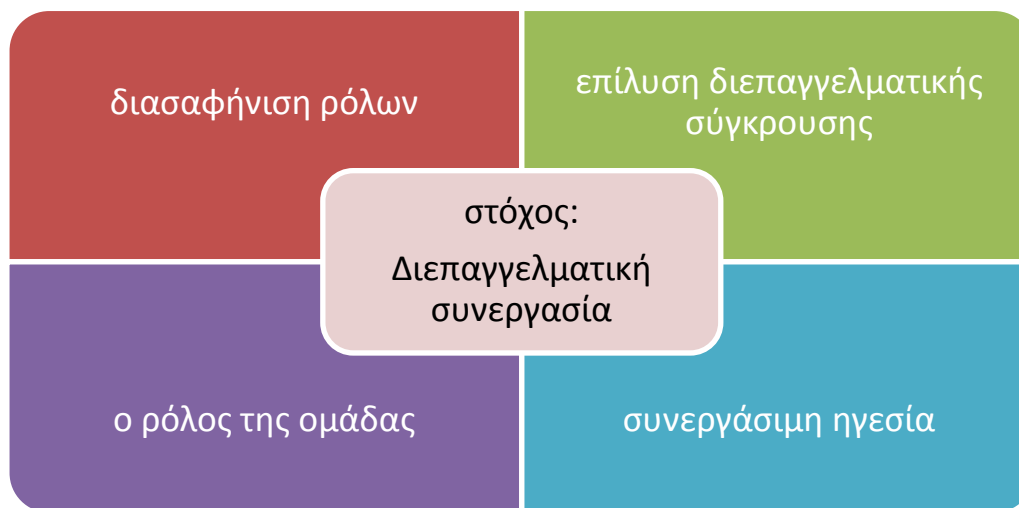 διασαφήνιση ρόλων
επίλυση διεπαγγελματικής
σύγκρουσης
στόχος:
Διεπαγγελματική
συνεργασία
ο ρόλος της ομάδας
συνεργάσιμη ηγεσία